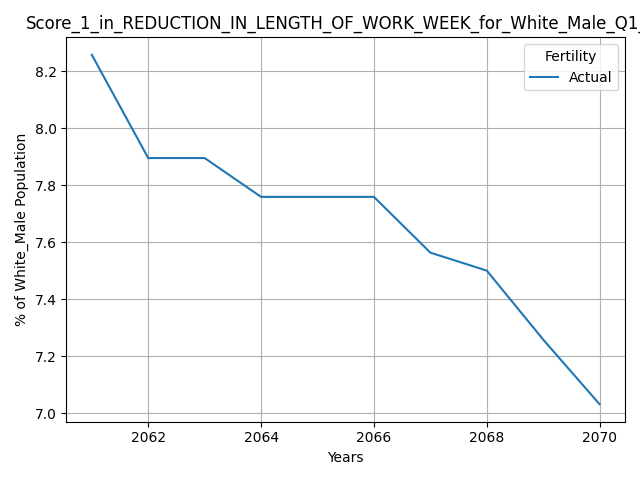 Score_1_in_REDUCTION_IN_LENGTH_OF_WORK_WEEK_for_White_Male_Q1_
Fertility
Actual
% of White_Male Population
8.2
8.0
7.8
7.6
7.4
7.2
7.0
2062 2064 2066 2068 2070
Years